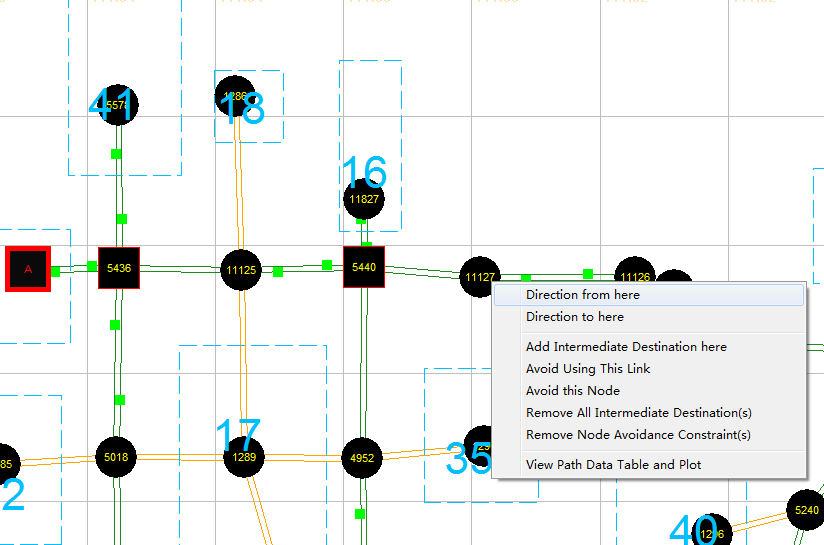 41
18
16
11827
A
5436
11125
5440
11127
11126
Direction from here
Direction to here
Add Intermediate Destination here
Avoid Using This Link
Avoid this Node
Remove All Intermediate Destination(s)
Remove Node Avoidance Constraint(s)
View Path Data Table and Plot
17
35
85
5018
1289
4952
2
40
5240